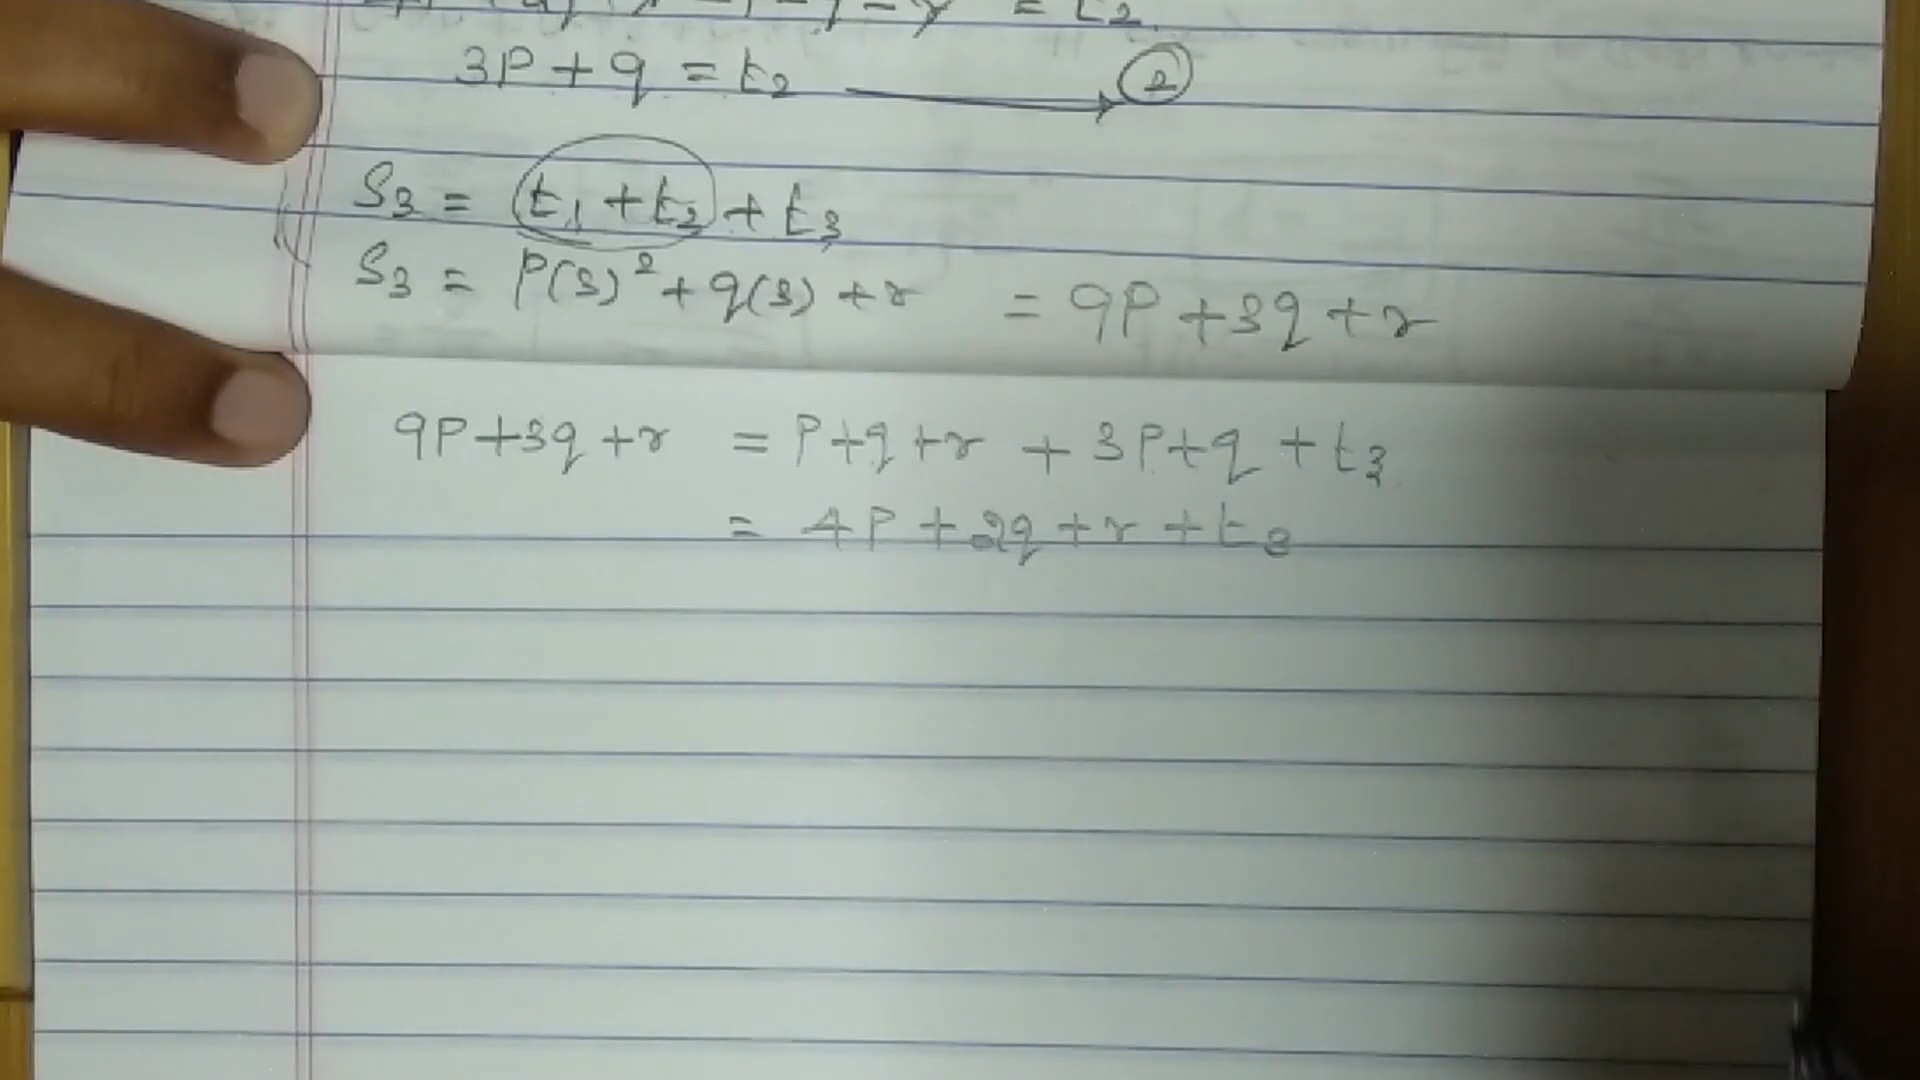 = t₂
3P + q = t₂ ⟶ ②
S₃ = t₁ + t₂ + t₃
S₃ = P(3)² + q(3) + r = 9P + 3q + r
9P + 3q + r = P + q + r + 3P + q + t₃
= 4P + 2q + r + t₃